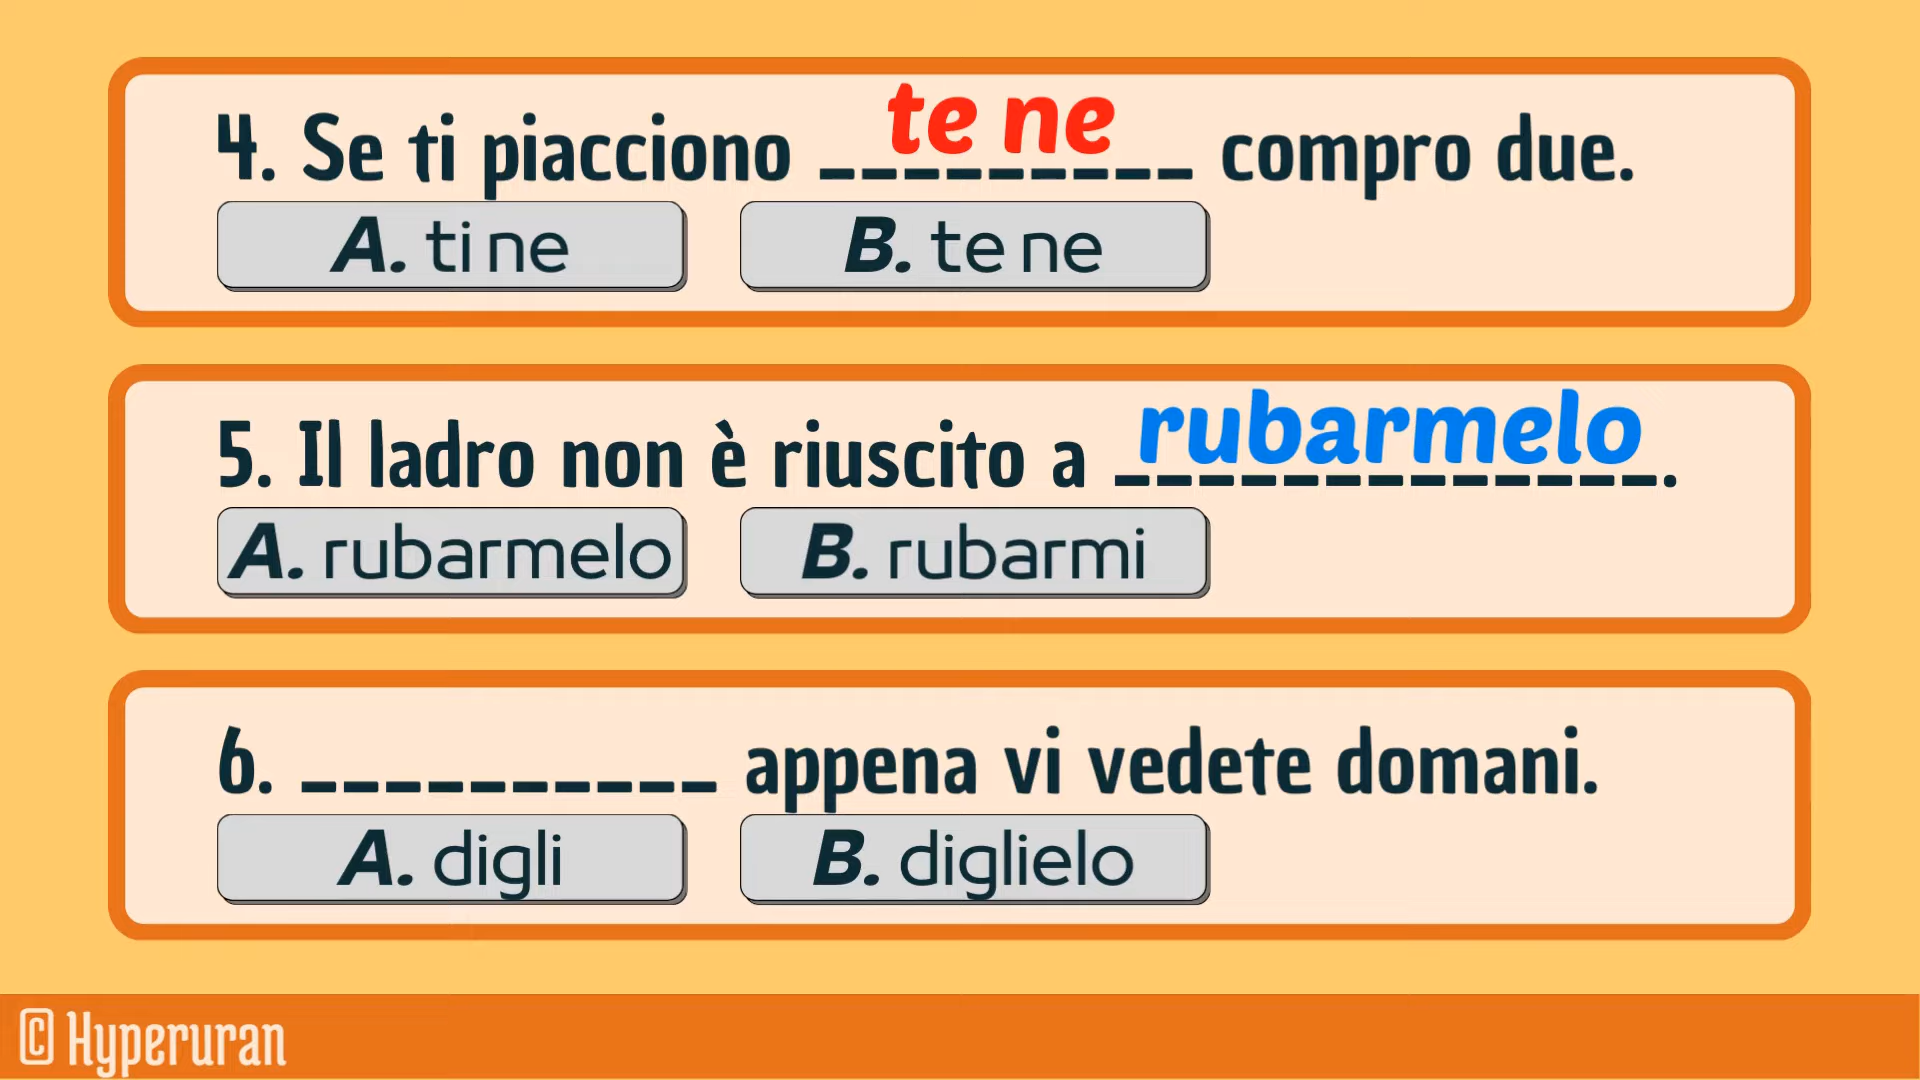 4. Se ti piacciono te ne compro due.
A. ti ne
B. te ne
5. Il ladro non è riuscito a rubarmelo.
A. rubarmelo
B. rubarmi
6. __________ appena vi vedete domani.
A. digli
B. diglielo
© Hyperuran